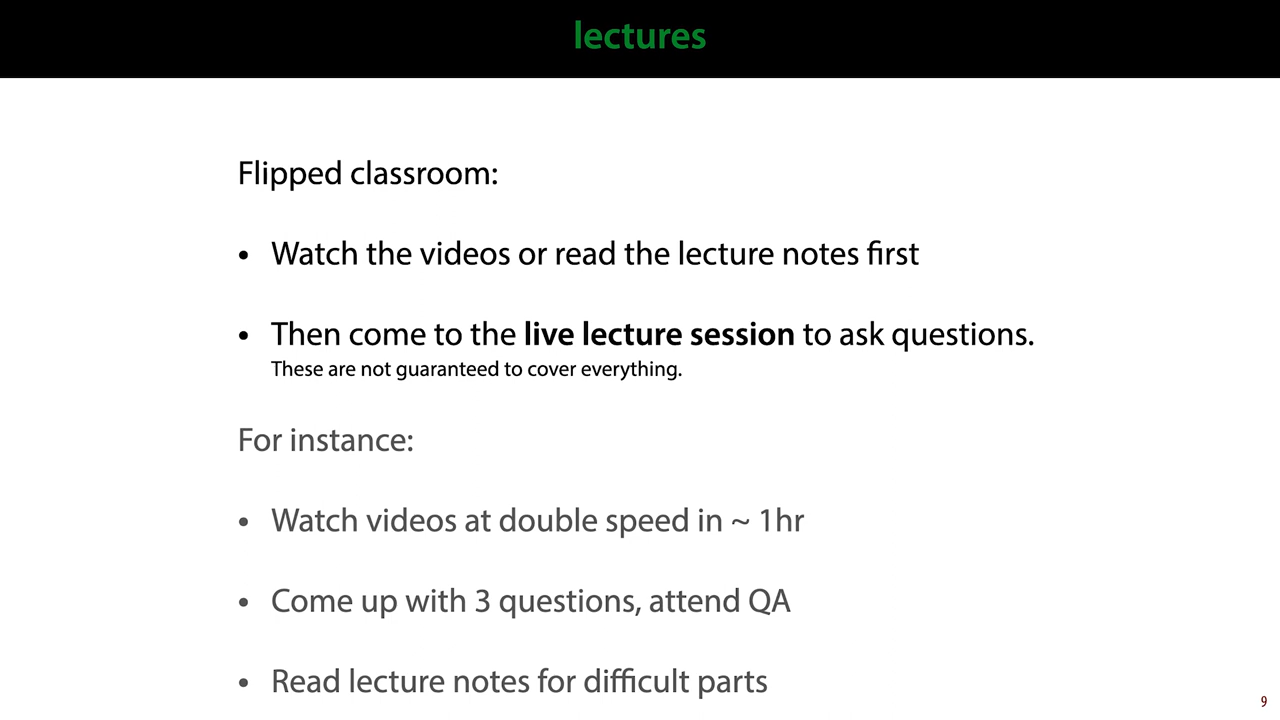 lectures
Flipped classroom:
• Watch the videos or read the lecture notes first
• Then come to the live lecture session to ask questions.
These are not guaranteed to cover everything.
For instance:
• Watch videos at double speed in ~ 1hr
• Come up with 3 questions, attend QA
• Read lecture notes for difficult parts
9